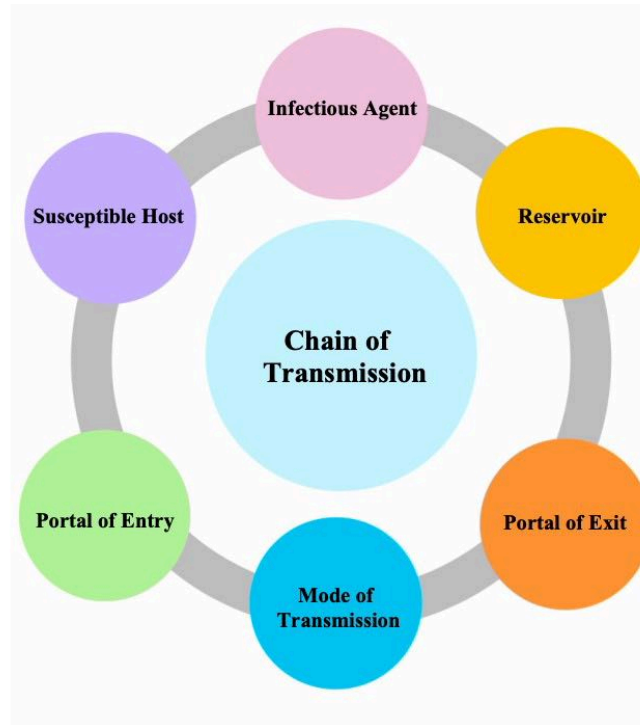 Infectious Agent
Reservoir
Portal of Exit
Mode of
Transmission
Portal of Entry
Susceptible Host
Chain of
Transmission